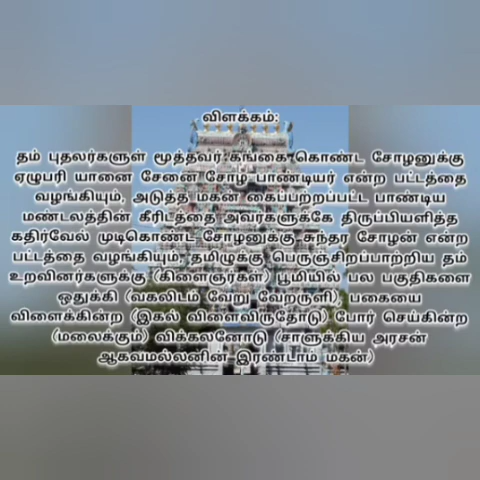 விளக்கம்:
தம் புதலர்களுள் மூத்தவர் கங்கை கொண்ட சோழனுக்கு
ஏழுபரி யானை சேனை சோழ பாண்டியர் என்ற பட்டத்தை
வழங்கியும், அடுத்த மகன் கைப்பற்றப்பட்ட பாண்டிய
மண்டலத்தின் கீரிடத்தை அவர்களுக்கே திருப்பியளித்த
கதிர்வேல் முடிகொண்ட சோழனுக்கு சுந்தர சோழன் என்ற
பட்டத்தை வழங்கியும், தமிழுக்கு பெருஞ்சிறப்பாற்றிய தம்
உறவினர்களுக்கு (கிளைஞர்கள்) பூமியில் பல பகுதிகளை
ஒதுக்கி (வகலிடம் வேறு வேறருளி) பகையை
விளைக்கின்ற (இகல் விளைவிருதோடு) போர் செய்கின்ற
(மலைக்கும்) விக்கலனோடு (சாளுக்கிய அரசன்
ஆகவமல்லனின் இரண்டாம் மகன்)